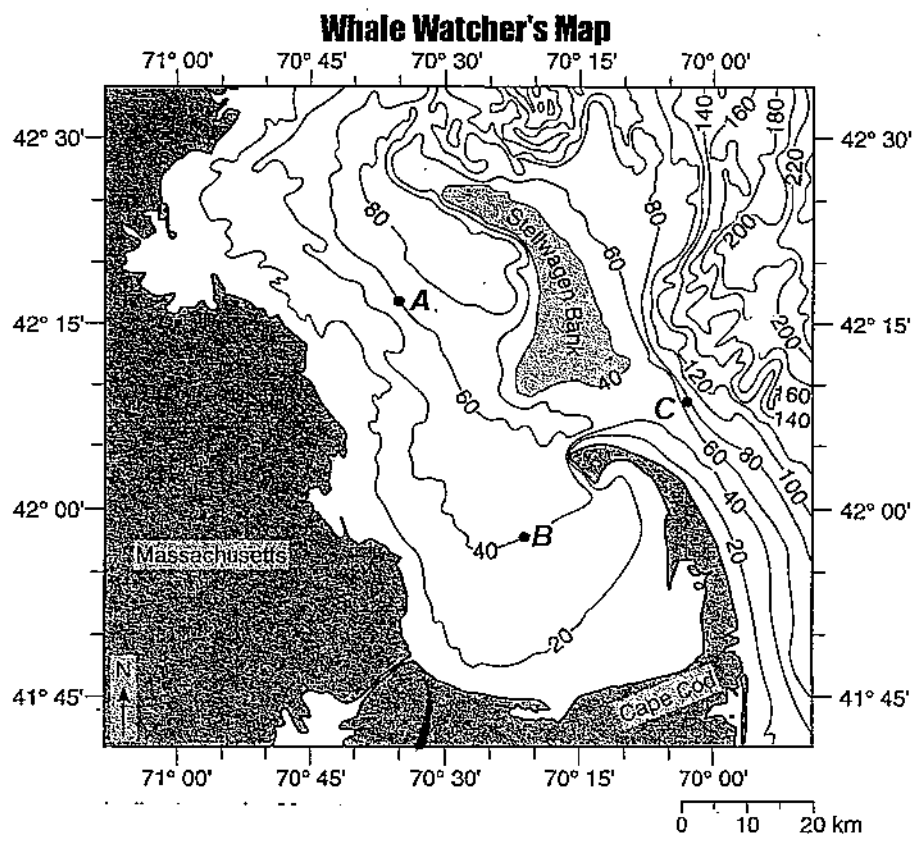 Whale Watcher's Map
71° 00' 70° 45' 70° 30' 70° 15' 70° 00'
42° 30' 42° 30'
140 160 180
220
80 80
200
Stellwagen Bank
60
A
42° 15' 42° 15'
200
120
40
160
C
140
60
60 80
100
40
42° 00' 42° 00'
B
40
20
Massachusetts
20
N
Cape Cod
41° 45' 41° 45'
71° 00' 70° 45' 70° 30' 70° 15' 70° 00'
0 10 20 km